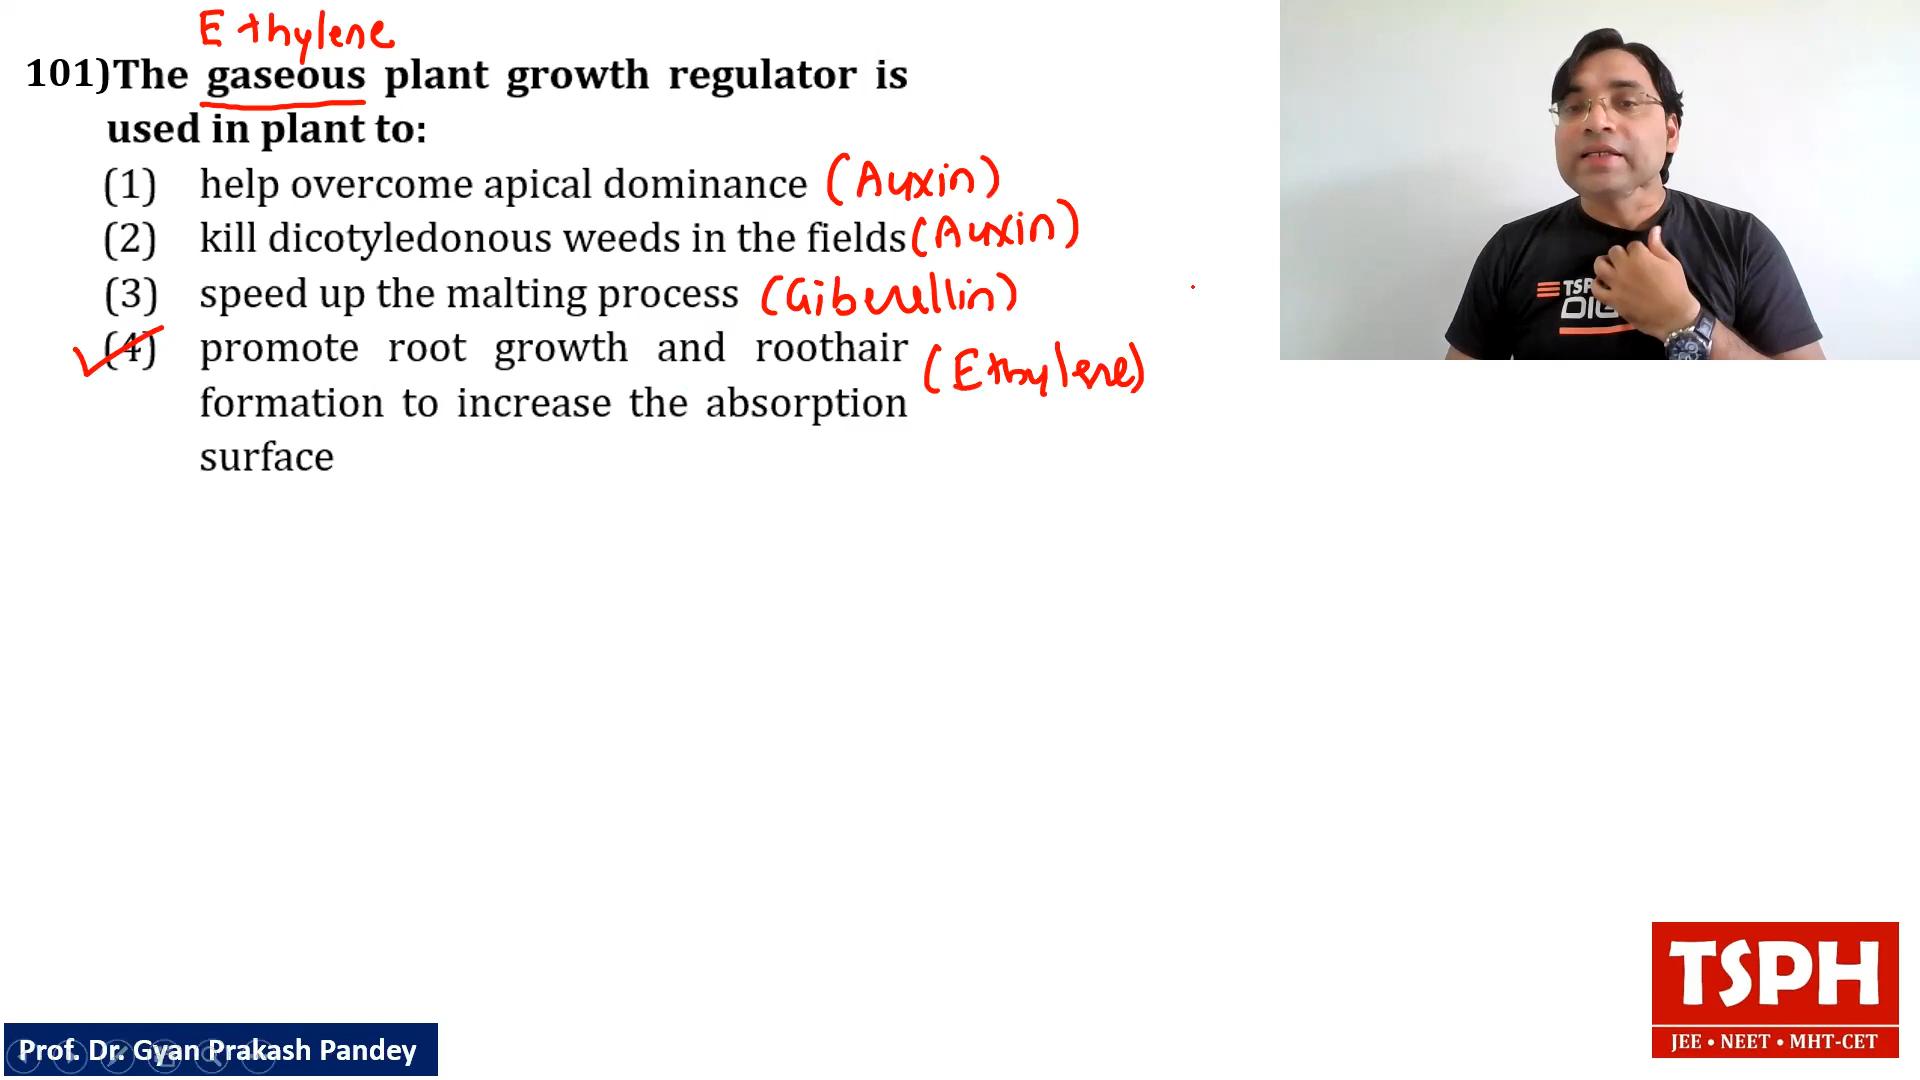 Ethylene
101) The gaseous plant growth regulator is
used in plant to:
(1) help overcome apical dominance (Auxin)
(2) kill dicotyledonous weeds in the fields (Auxin)
(3) speed up the malting process (Giberellin)
(4) promote root growth and roothair
formation to increase the absorption (Ethylene)
surface
TSPH
JEE • NEET • MHT-CET
Prof. Dr. Gyan Prakash Pandey